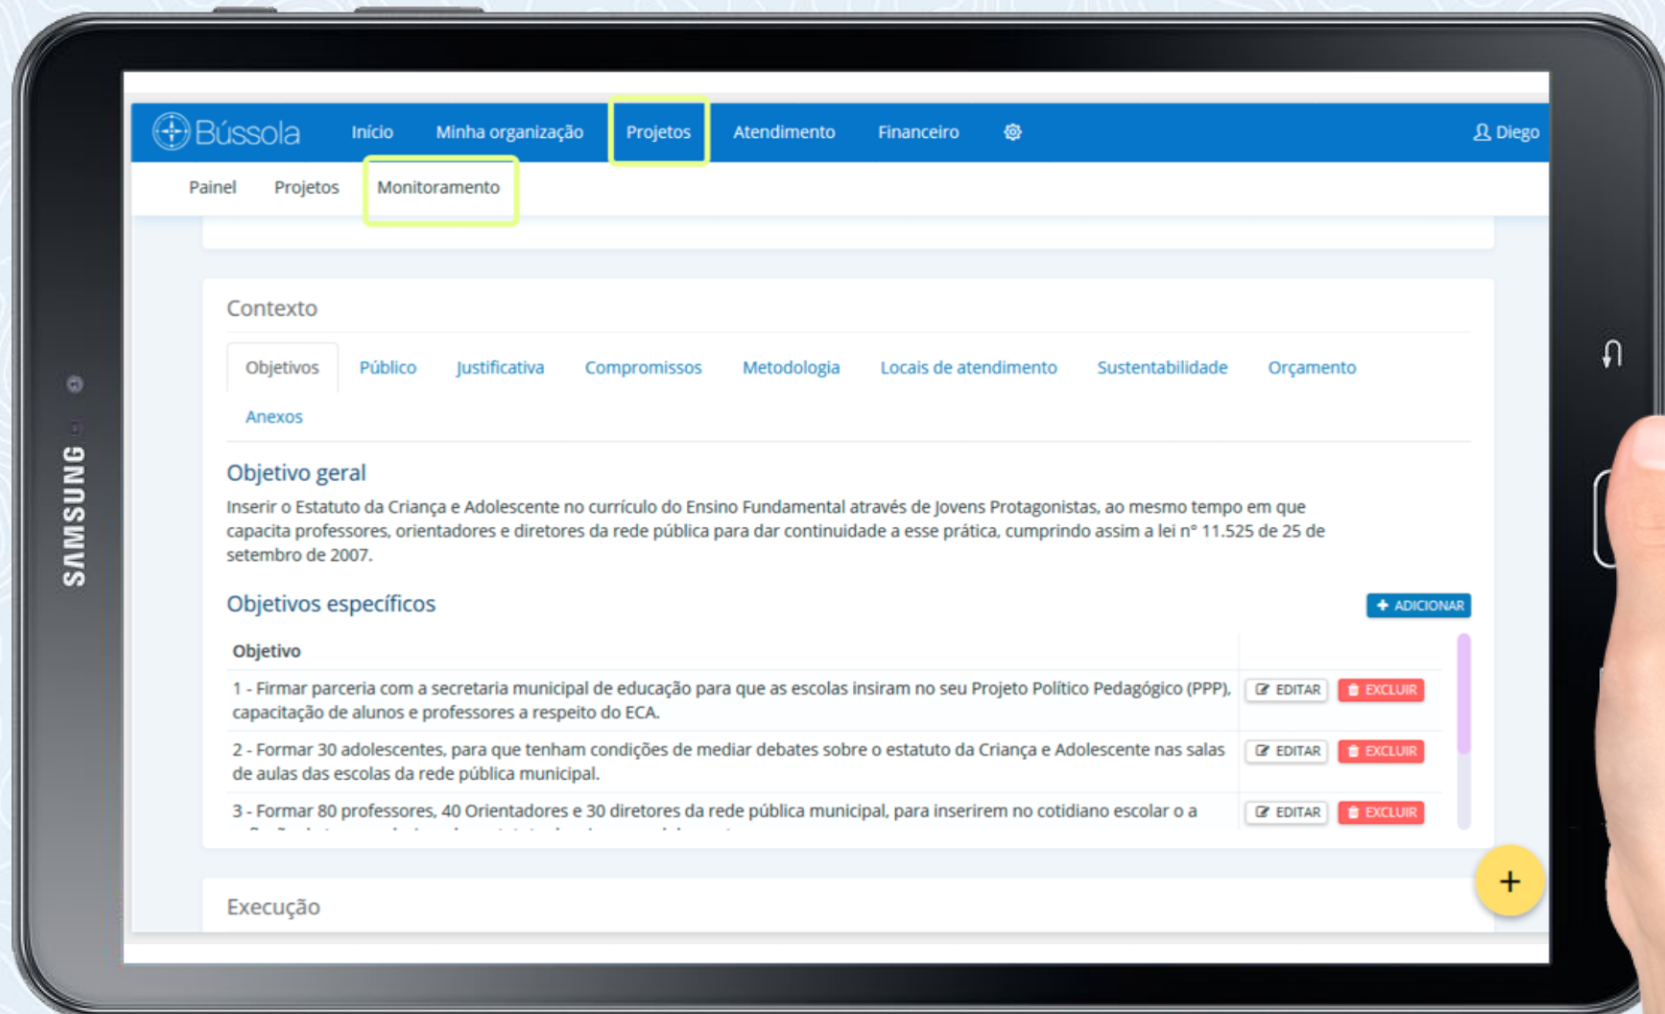 Bússola
Início
Minha organização
Projetos
Atendimento
Financeiro
Diego
Painel
Projetos
Monitoramento
Contexto
Objetivos
Público
Justificativa
Compromissos
Metodologia
Locais de atendimento
Sustentabilidade
Orçamento
Anexos
Objetivo geral
Inserir o Estatuto da Criança e Adolescente no currículo do Ensino Fundamental através de Jovens Protagonistas, ao mesmo tempo em que
capacita professores, orientadores e diretores da rede pública para dar continuidade a esse prática, cumprindo assim a lei n° 11.525 de 25 de
setembro de 2007.
Objetivos específicos
+ ADICIONAR
Objetivo
1 - Firmar parceria com a secretaria municipal de educação para que as escolas insiram no seu Projeto Político Pedagógico (PPP),
capacitação de alunos e professores a respeito do ECA.
EDITAR
EXCLUIR
2 - Formar 30 adolescentes, para que tenham condições de mediar debates sobre o estatuto da Criança e Adolescente nas salas
de aulas das escolas da rede pública municipal.
EDITAR
EXCLUIR
3 - Formar 80 professores, 40 Orientadores e 30 diretores da rede pública municipal, para inserirem no cotidiano escolar o a
EDITAR
EXCLUIR
Execução
+
SAMSUNG